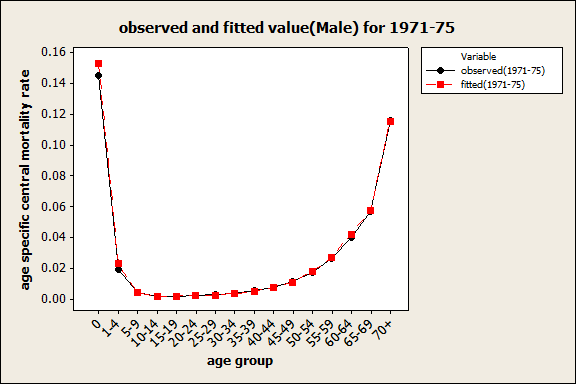 observed and fitted value(Male) for 1971-75
Variable
observed(1971-75)
fitted(1971-75)
age specific central mortality rate
0.16
0.14
0.12
0.10
0.08
0.06
0.04
0.02
0.00
0 1-4 5-9 10-14 15-19 20-24 25-29 30-34 35-39 40-44 45-49 50-54 55-59 60-64 65-69 70+
age group